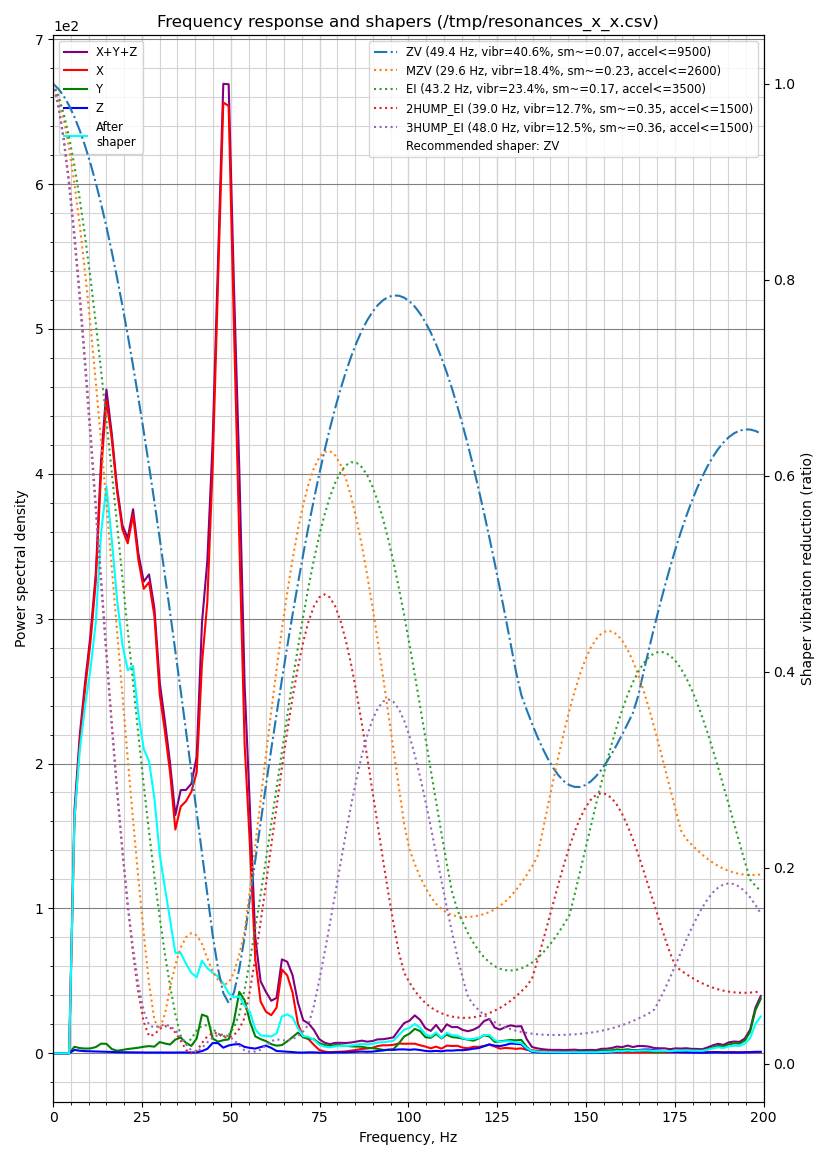 Frequency response and shapers (/tmp/resonances_x_x.csv)
1e2
X+Y+Z
X
Y
Z
After
shaper
ZV (49.4 Hz, vibr=40.6%, sm~=0.07, accel<=9500)
MZV (29.6 Hz, vibr=18.4%, sm~=0.23, accel<=2600)
EI (43.2 Hz, vibr=23.4%, sm~=0.17, accel<=3500)
2HUMP_EI (39.0 Hz, vibr=12.7%, sm~=0.35, accel<=1500)
3HUMP_EI (48.0 Hz, vibr=12.5%, sm~=0.36, accel<=1500)
Recommended shaper: ZV
7
6
5
4
3
2
1
0
Power spectral density
1.0
0.8
0.6
0.4
0.2
0.0
Shaper vibration reduction (ratio)
0 25 50 75 100 125 150 175 200
Frequency, Hz